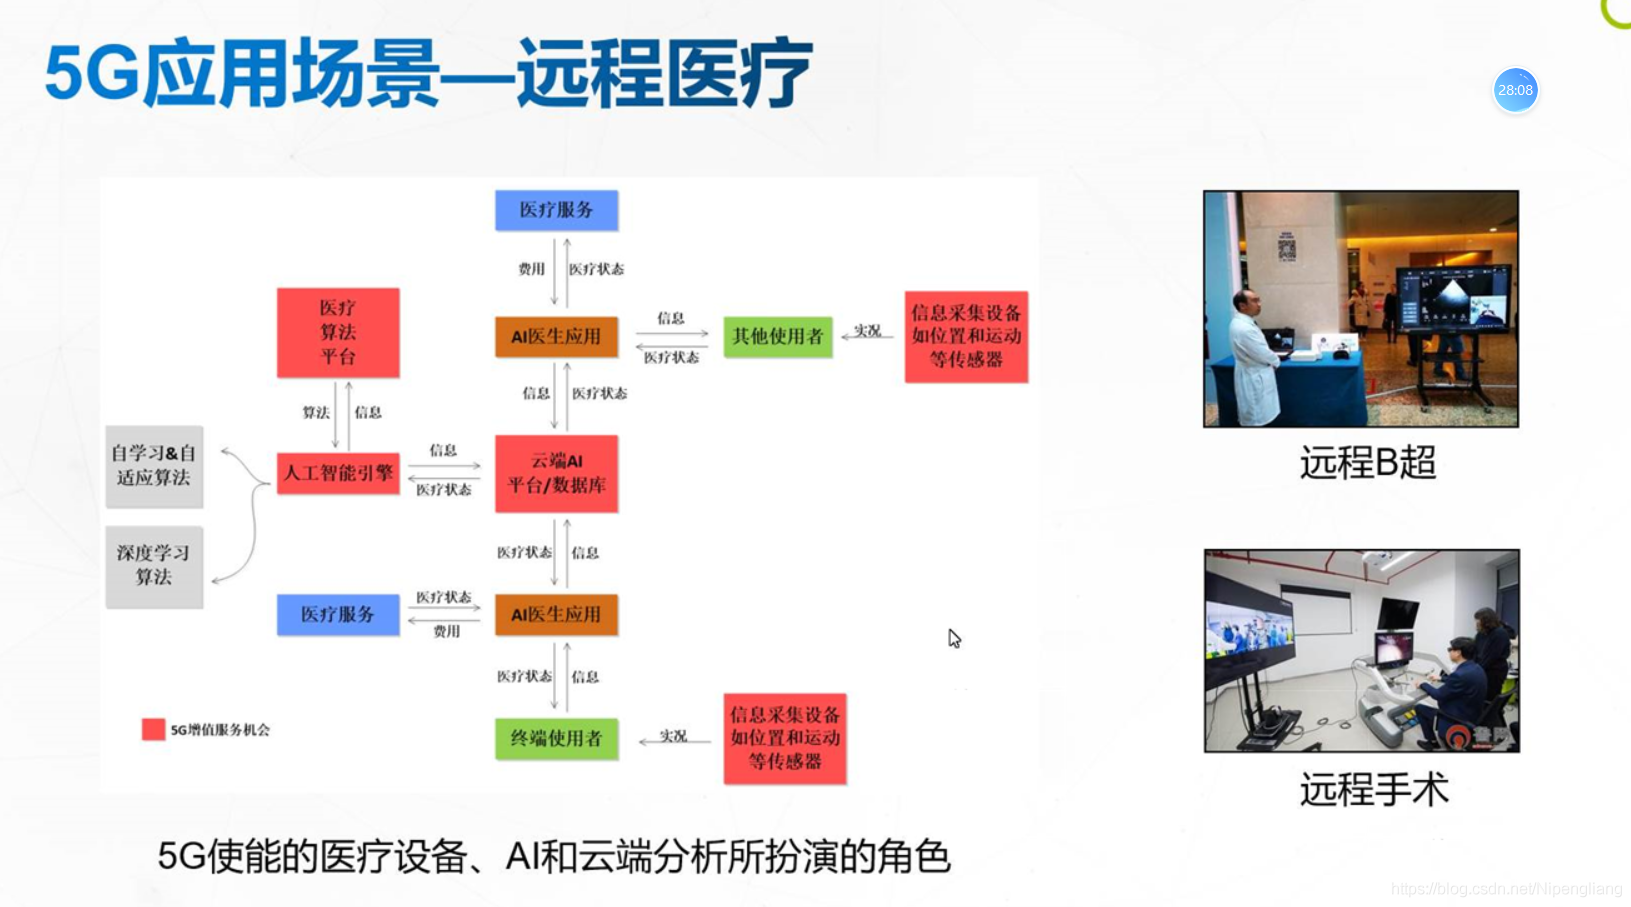 5G应用场景—远程医疗
28:08
医疗服务
费用
医疗状态
医疗
算法
平台
AI医生应用
信息
医疗状态
其他使用者
实况
信息采集设备
如位置和运动
等传感器
算法
信息
信息
医疗状态
自学习&自
适应算法
人工智能引擎
信息
医疗状态
云端AI
平台/数据库
深度学习
算法
医疗状态
信息
医疗服务
医疗状态
费用
AI医生应用
医疗状态
信息
5G增值服务机会
终端使用者
实况
信息采集设备
如位置和运动
等传感器
远程B超
远程手术
5G使能的医疗设备、AI和云端分析所扮演的角色
https://blog.csdn.net/Nipengliang